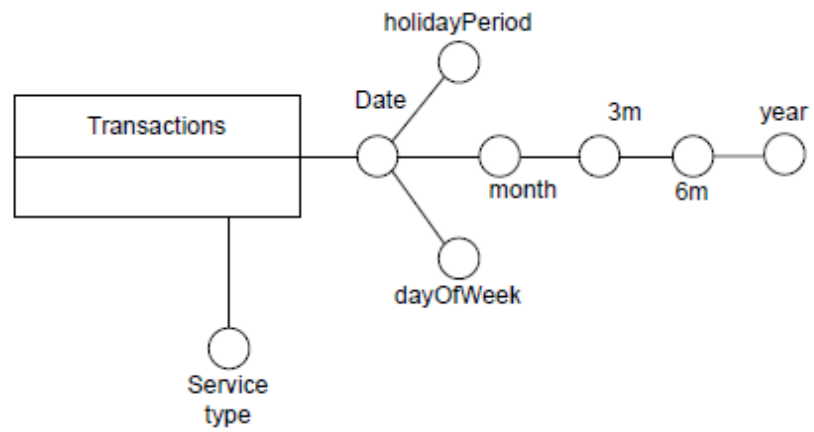 holidayPeriod
Date
3m
year
Transactions
month
6m
dayOfWeek
Service
type